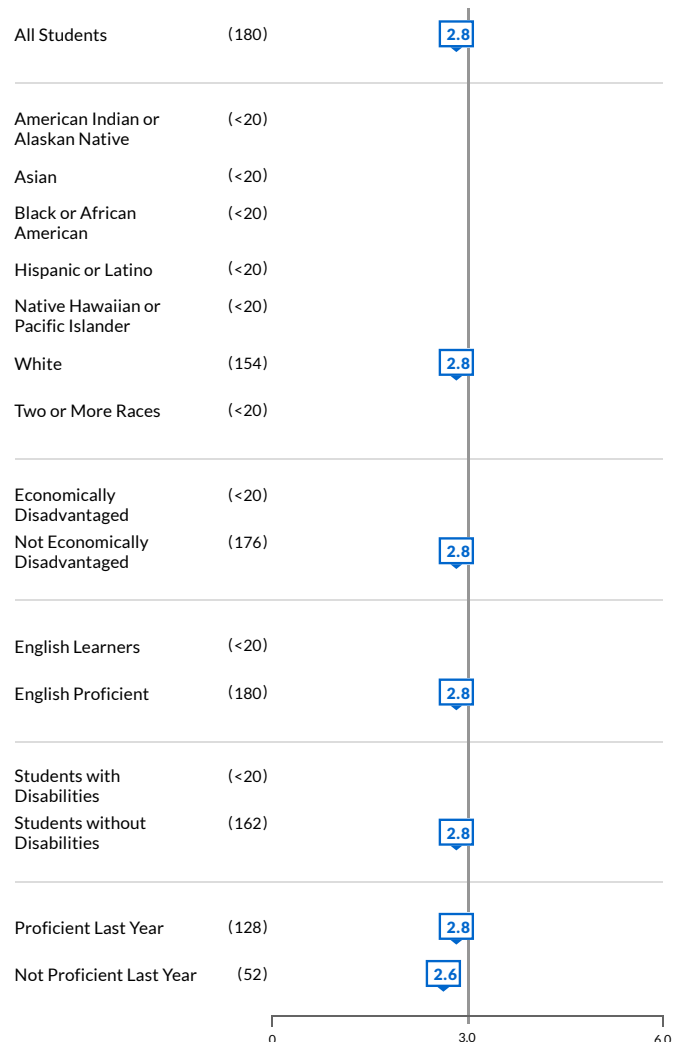 All Students (180) 2.8
American Indian or (<20)
Alaskan Native
Asian (<20)
Black or African (<20)
American
Hispanic or Latino (<20)
Native Hawaiian or (<20)
Pacific Islander
White (154) 2.8
Two or More Races (<20)
Economically (<20)
Disadvantaged
Not Economically (176) 2.8
Disadvantaged
English Learners (<20)
English Proficient (180) 2.8
Students with (<20)
Disabilities
Students without (162) 2.8
Disabilities
Proficient Last Year (128) 2.8
Not Proficient Last Year (52) 2.6
0 3.0 6.0